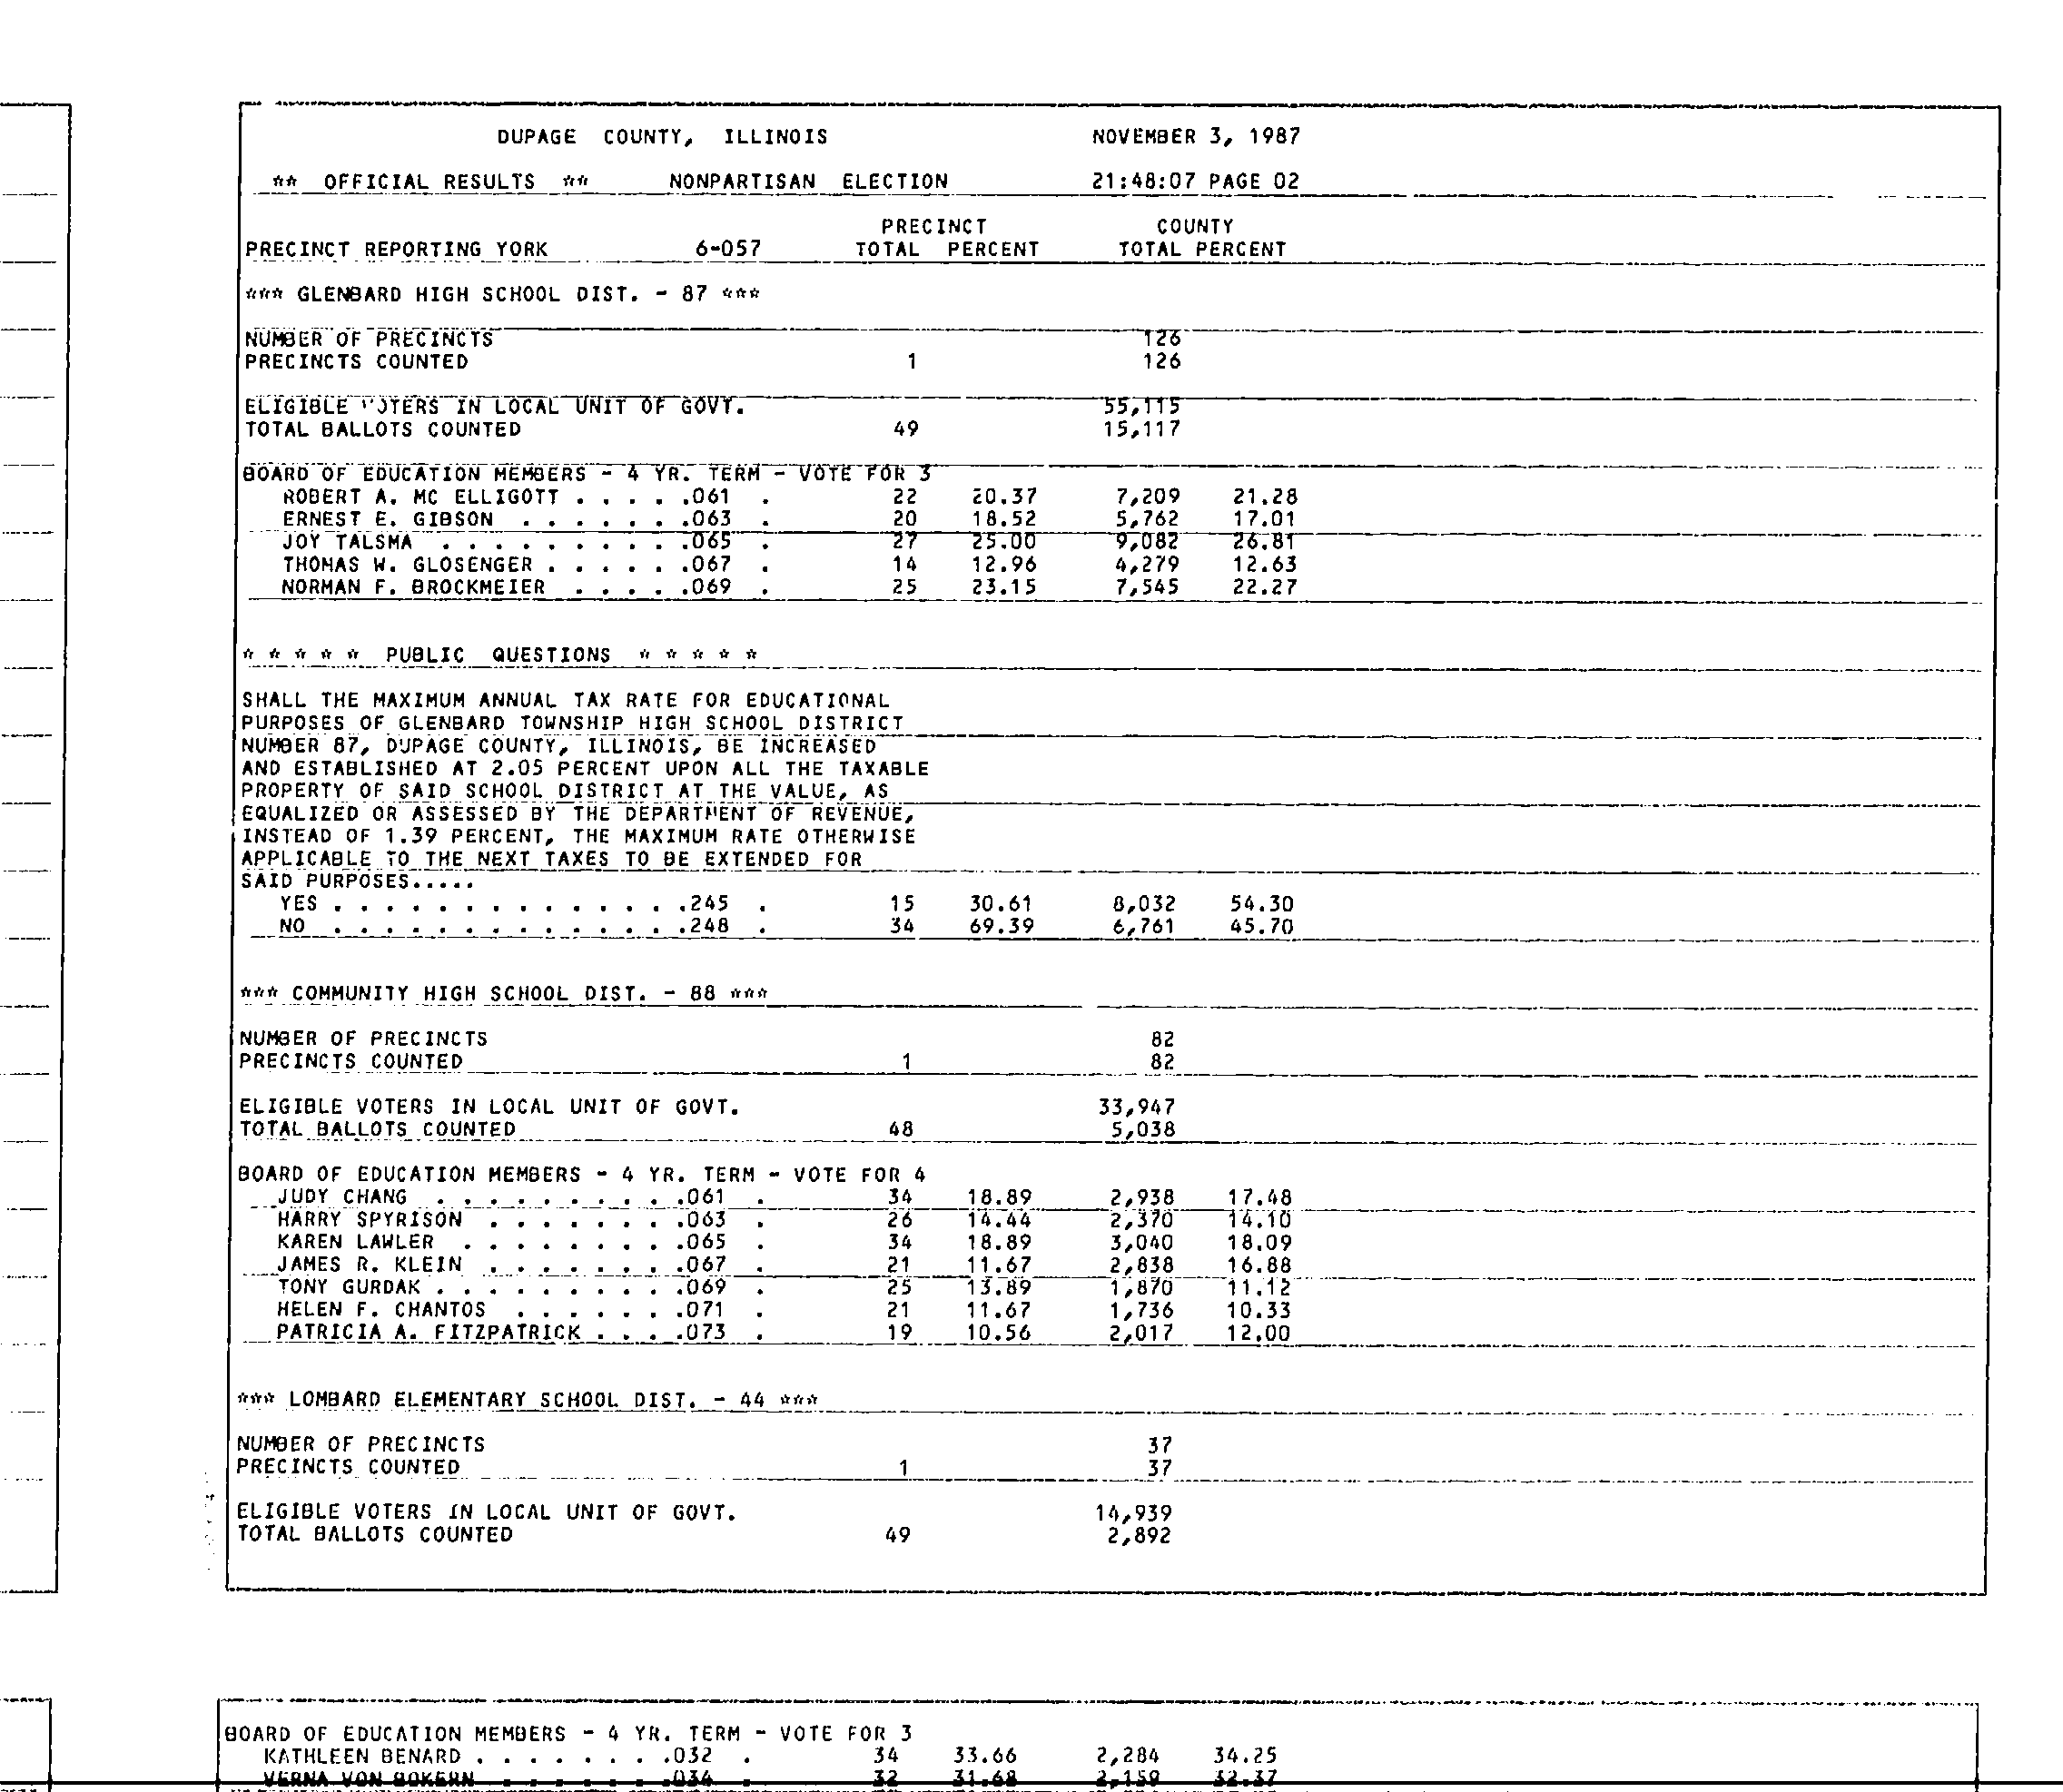 DUPAGE COUNTY, ILLINOIS NOVEMBER 3, 1987
** OFFICIAL RESULTS ** NONPARTISAN ELECTION 21:48:07 PAGE 02
PRECINCT COUNTY
PRECINCT REPORTING YORK 6-057 TOTAL PERCENT TOTAL PERCENT
*** GLENBARD HIGH SCHOOL DIST. - 87 ***
NUMBER OF PRECINCTS 126
PRECINCTS COUNTED 1 126
ELIGIBLE VOTERS IN LOCAL UNIT OF GOVT. 55,115
TOTAL BALLOTS COUNTED 49 15,117
BOARD OF EDUCATION MEMBERS - 4 YR. TERM - VOTE FOR 3
ROBERT A. MC ELLIGOTT . . . . .061 . 22 20.37 7,209 21.28
ERNEST E. GIBSON . . . . . . .063 . 20 18.52 5,762 17.01
JOY TALSMA . . . . . . . . . .065 . 27 25.00 9,082 26.81
THOMAS W. GLOSENGER . . . . . .067 . 14 12.96 4,279 12.63
NORMAN F. BROCKMEIER . . . . .069 . 25 23.15 7,545 22.27
* * * * * PUBLIC QUESTIONS * * * * *
SHALL THE MAXIMUM ANNUAL TAX RATE FOR EDUCATIONAL
PURPOSES OF GLENBARD TOWNSHIP HIGH SCHOOL DISTRICT
NUMBER 87, DUPAGE COUNTY, ILLINOIS, BE INCREASED
AND ESTABLISHED AT 2.05 PERCENT UPON ALL THE TAXABLE
PROPERTY OF SAID SCHOOL DISTRICT AT THE VALUE, AS
EQUALIZED OR ASSESSED BY THE DEPARTMENT OF REVENUE,
INSTEAD OF 1.39 PERCENT, THE MAXIMUM RATE OTHERWISE
APPLICABLE TO THE NEXT TAXES TO BE EXTENDED FOR
SAID PURPOSES.....
YES . . . . . . . . . . . . . .245 . 15 30.61 8,032 54.30
NO . . . . . . . . . . . . . .248 . 34 69.39 6,761 45.70
*** COMMUNITY HIGH SCHOOL DIST. - 88 ***
NUMBER OF PRECINCTS 82
PRECINCTS COUNTED 1 82
ELIGIBLE VOTERS IN LOCAL UNIT OF GOVT. 33,947
TOTAL BALLOTS COUNTED 48 5,038
BOARD OF EDUCATION MEMBERS - 4 YR. TERM - VOTE FOR 4
JUDY CHANG . . . . . . . . . .061 . 34 18.89 2,938 17.48
HARRY SPYRISON . . . . . . . .063 . 26 14.44 2,370 14.10
KAREN LAWLER . . . . . . . . .065 . 34 18.89 3,040 18.09
JAMES R. KLEIN . . . . . . . .067 . 21 11.67 2,838 16.88
TONY GURDAK . . . . . . . . . .069 . 25 13.89 1,870 11.12
HELEN F. CHANTOS . . . . . . .071 . 21 11.67 1,736 10.33
PATRICIA A. FITZPATRICK . . . .073 . 19 10.56 2,017 12.00
*** LOMBARD ELEMENTARY SCHOOL DIST. - 44 ***
NUMBER OF PRECINCTS 37
PRECINCTS COUNTED 1 37
ELIGIBLE VOTERS IN LOCAL UNIT OF GOVT. 14,939
TOTAL BALLOTS COUNTED 49 2,892
BOARD OF EDUCATION MEMBERS - 4 YR. TERM - VOTE FOR 3
KATHLEEN BENARD . . . . . . . .032 . 34 33.66 2,284 34.25
VERNA VON BOKERN . . . . . . .034 . 32 31.68 2,159 32.37